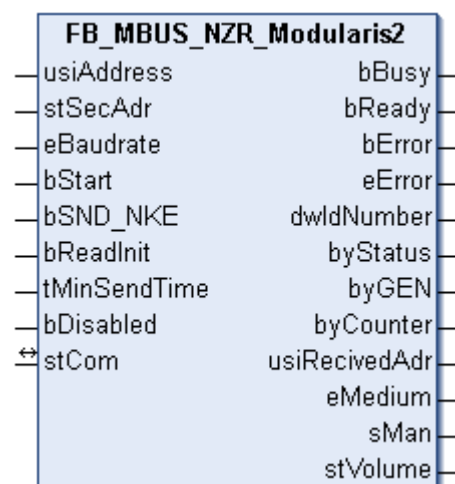 FB_MBUS_NZR_Modularis2
usiAddress bBusy
stSecAdr bReady
eBaudrate bError
bStart eError
bSND_NKE dwIdNumber
bReadInit byStatus
tMinSendTime byGEN
bDisabled byCounter
stCom usiRecivedAdr
eMedium
sMan
stVolume